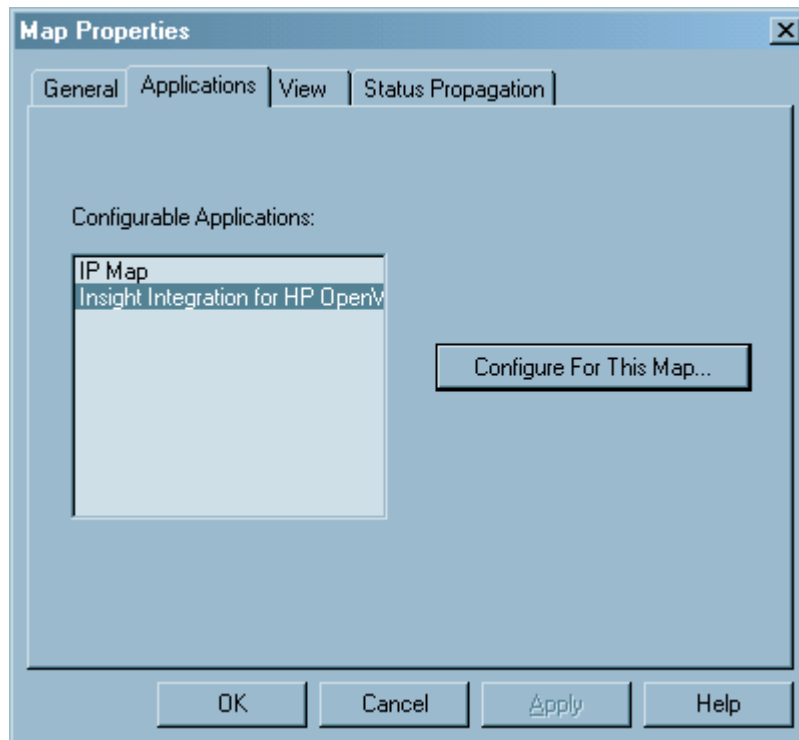 Map Properties
General Applications View Status Propagation
Configurable Applications:
IP Map
Insight Integration for HP OpenV
Configure For This Map...
OK Cancel Apply Help